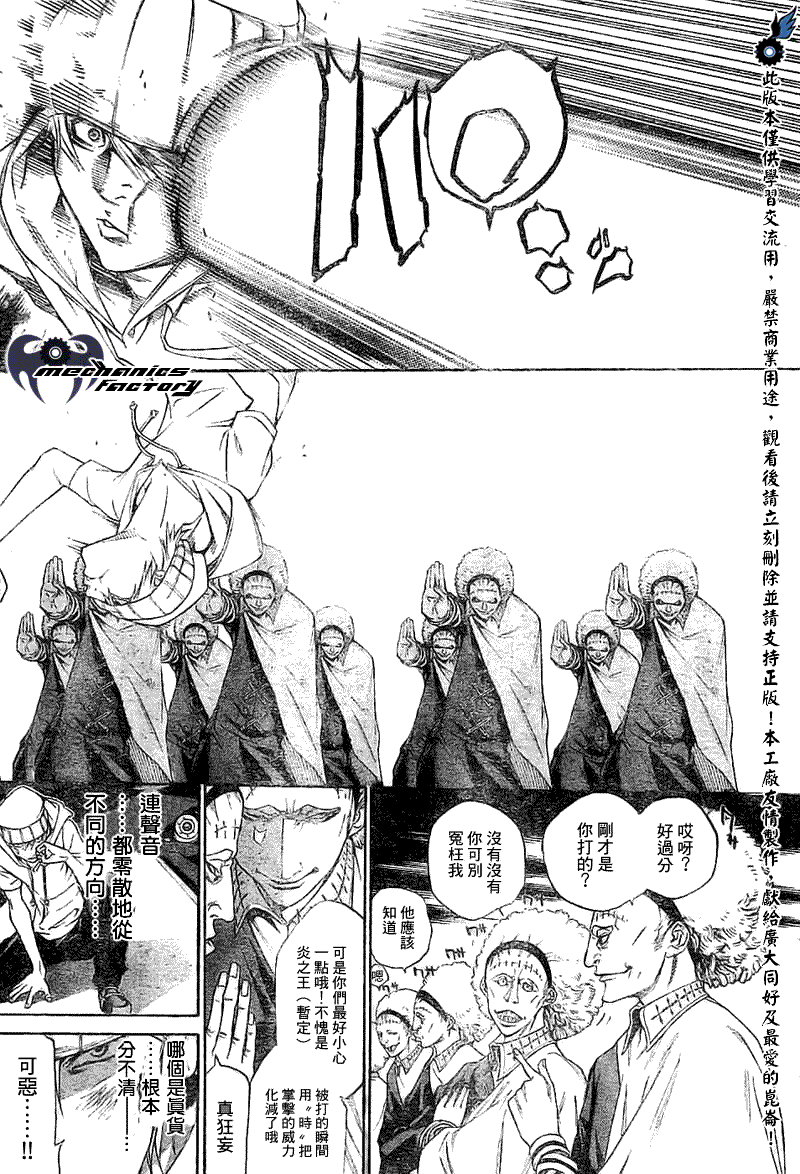 此版本僅供學習交流用，嚴禁商業用途，觀看後請立刻刪除並請支持正版！本工廠友情製作，獻給廣大同好及最愛的崑崙！
mechanics
Factory
哎呀？
好過分
剛才是
你打的？
沒有沒有
你可別
冤枉我
他應該
知道
嗯
可是你們最好小心
一點哦！不愧是
炎之王（暫定）
被打的瞬間
用〝時〞把
掌擊的威力
化減了哦
真狂妄
連聲音
……都零散地從
不同的方向……
哪個是眞貨
……根本
分不清——
可惡……!!